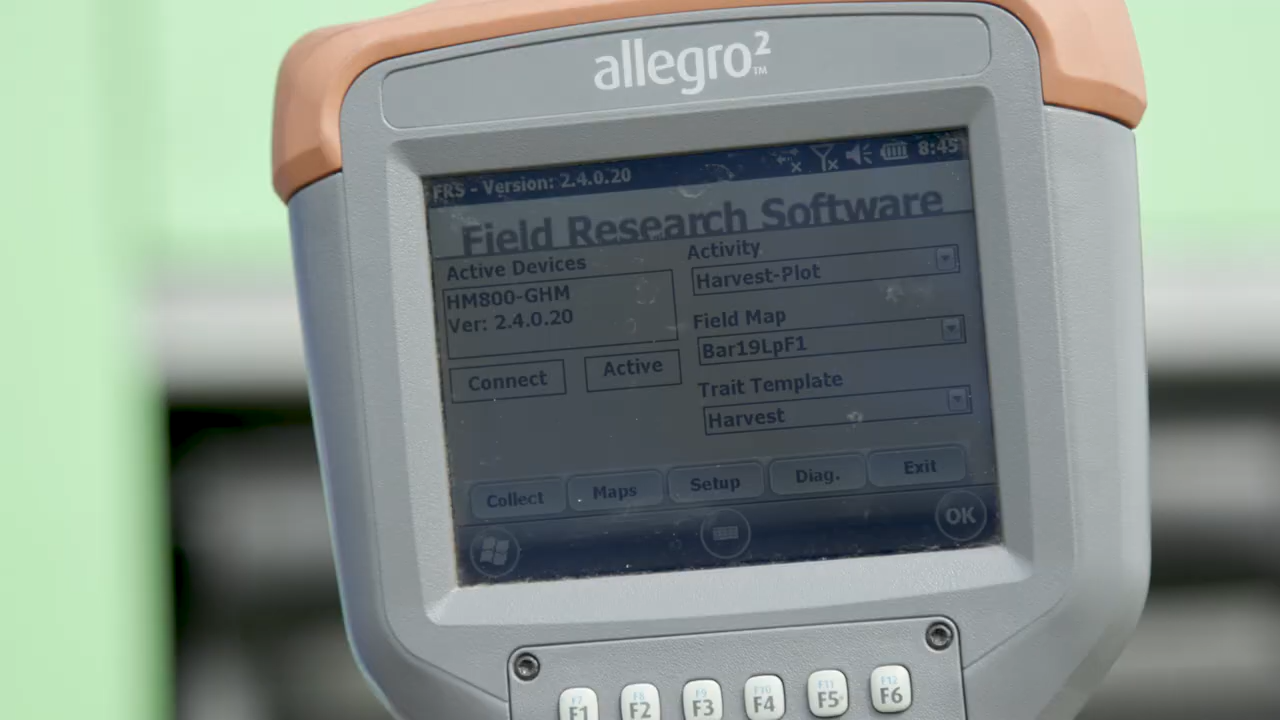 allegro²™
FRS - Version: 2.4.0.20
8:45
Field Research Software
Active Devices
HM800-GHM
Ver: 2.4.0.20
Connect
Active
Activity
Harvest-Plot
Field Map
Bar19LpF1
Trait Template
Harvest
Collect
Maps
Setup
Diag.
Exit
OK
F7 F8 F9 F10 F11 F12
F1 F2 F3 F4 F5 F6